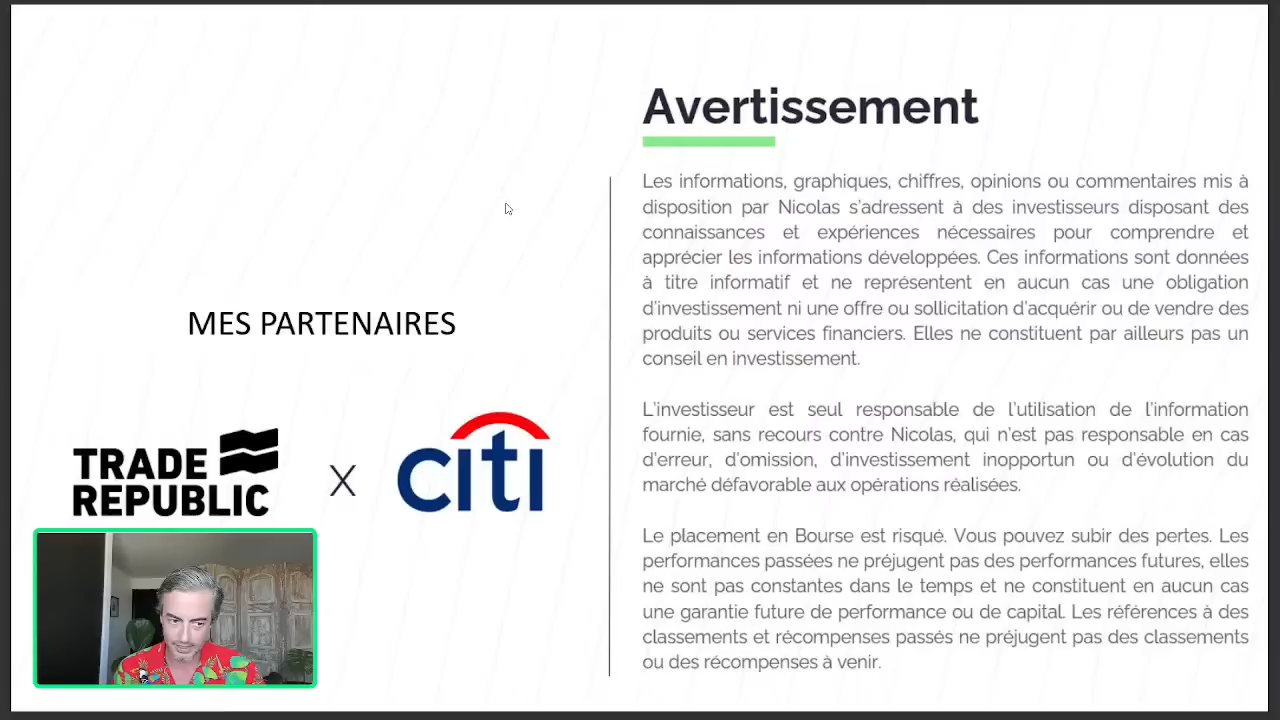 MES PARTENAIRES
TRADE
REPUBLIC
X
citi
Avertissement
Les informations, graphiques, chiffres, opinions ou commentaires mis à
disposition par Nicolas s'adressent à des investisseurs disposant des
connaissances et expériences nécessaires pour comprendre et
apprécier les informations développées. Ces informations sont données
à titre informatif et ne représentent en aucun cas une obligation
d'investissement ni une offre ou sollicitation d'acquérir ou de vendre des
produits ou services financiers. Elles ne constituent par ailleurs pas un
conseil en investissement.
L'investisseur est seul responsable de l'utilisation de l'information
fournie, sans recours contre Nicolas, qui n'est pas responsable en cas
d'erreur, d'omission, d'investissement inopportun ou d'évolution du
marché défavorable aux opérations réalisées.
Le placement en Bourse est risqué. Vous pouvez subir des pertes. Les
performances passées ne préjugent pas des performances futures, elles
ne sont pas constantes dans le temps et ne constituent en aucun cas
une garantie future de performance ou de capital. Les références à des
classements et récompenses passés ne préjugent pas des classements
ou des récompenses à venir.